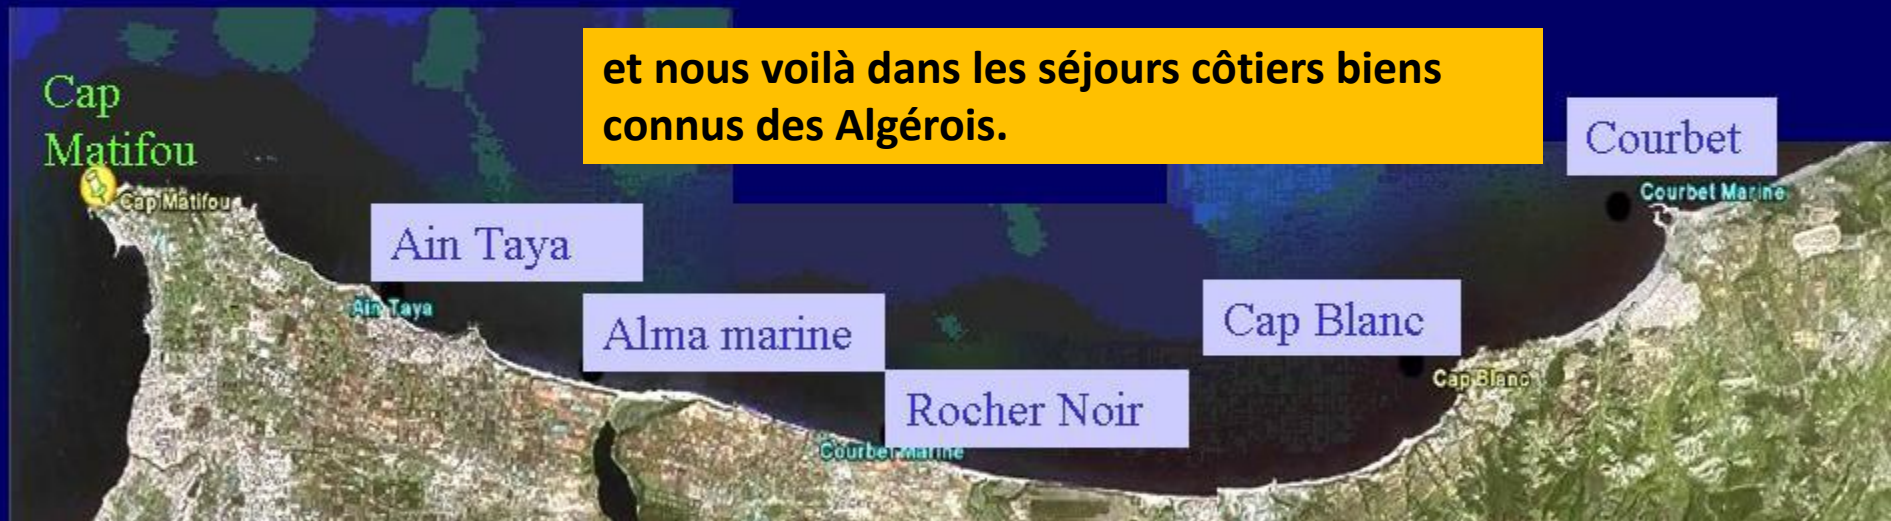 et nous voilà dans les séjours côtiers biens
connus des Algérois.
Cap
Matifou
Cap Matifou
Ain Taya
Ain Taya
Alma marine
Rocher Noir
Courbet Marine
Cap Blanc
Cap Blanc
Courbet
Courbet Marine